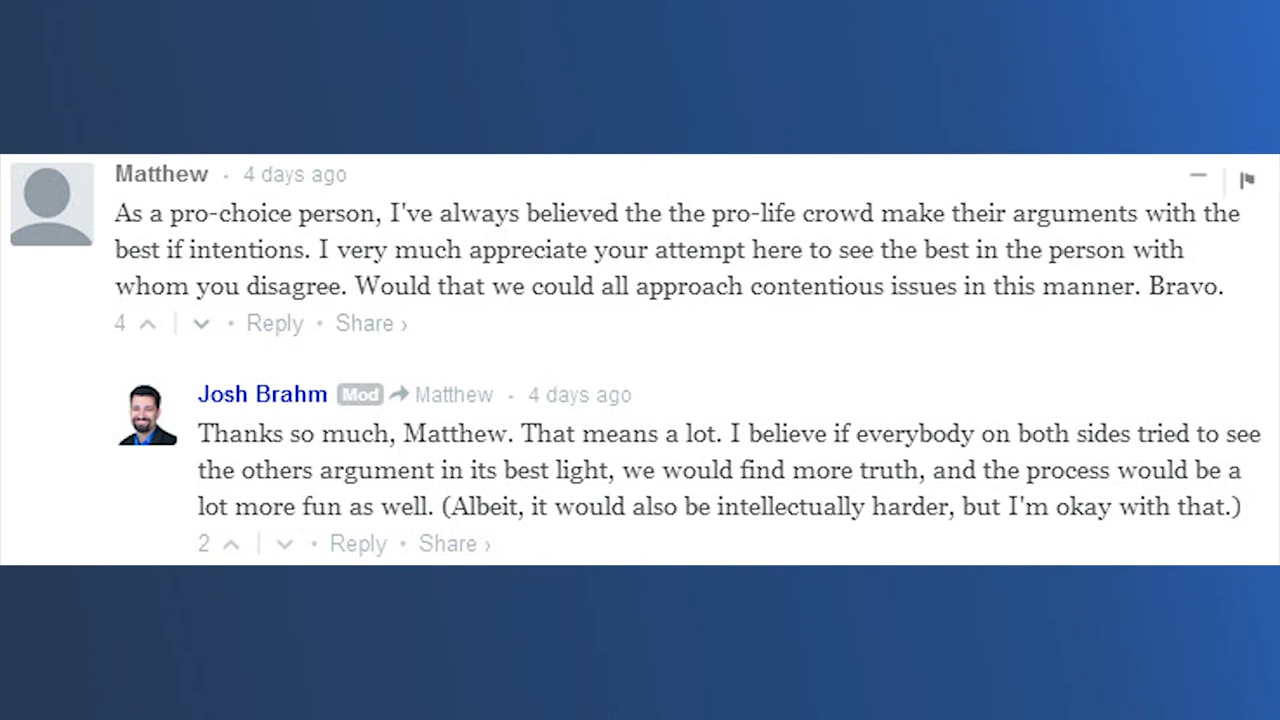 Matthew • 4 days ago
As a pro-choice person, I've always believed the the pro-life crowd make their arguments with the
best if intentions. I very much appreciate your attempt here to see the best in the person with
whom you disagree. Would that we could all approach contentious issues in this manner. Bravo.
4 • Reply • Share ›
Josh Brahm Mod Matthew • 4 days ago
Thanks so much, Matthew. That means a lot. I believe if everybody on both sides tried to see
the others argument in its best light, we would find more truth, and the process would be a
lot more fun as well. (Albeit, it would also be intellectually harder, but I'm okay with that.)
2 • Reply • Share ›